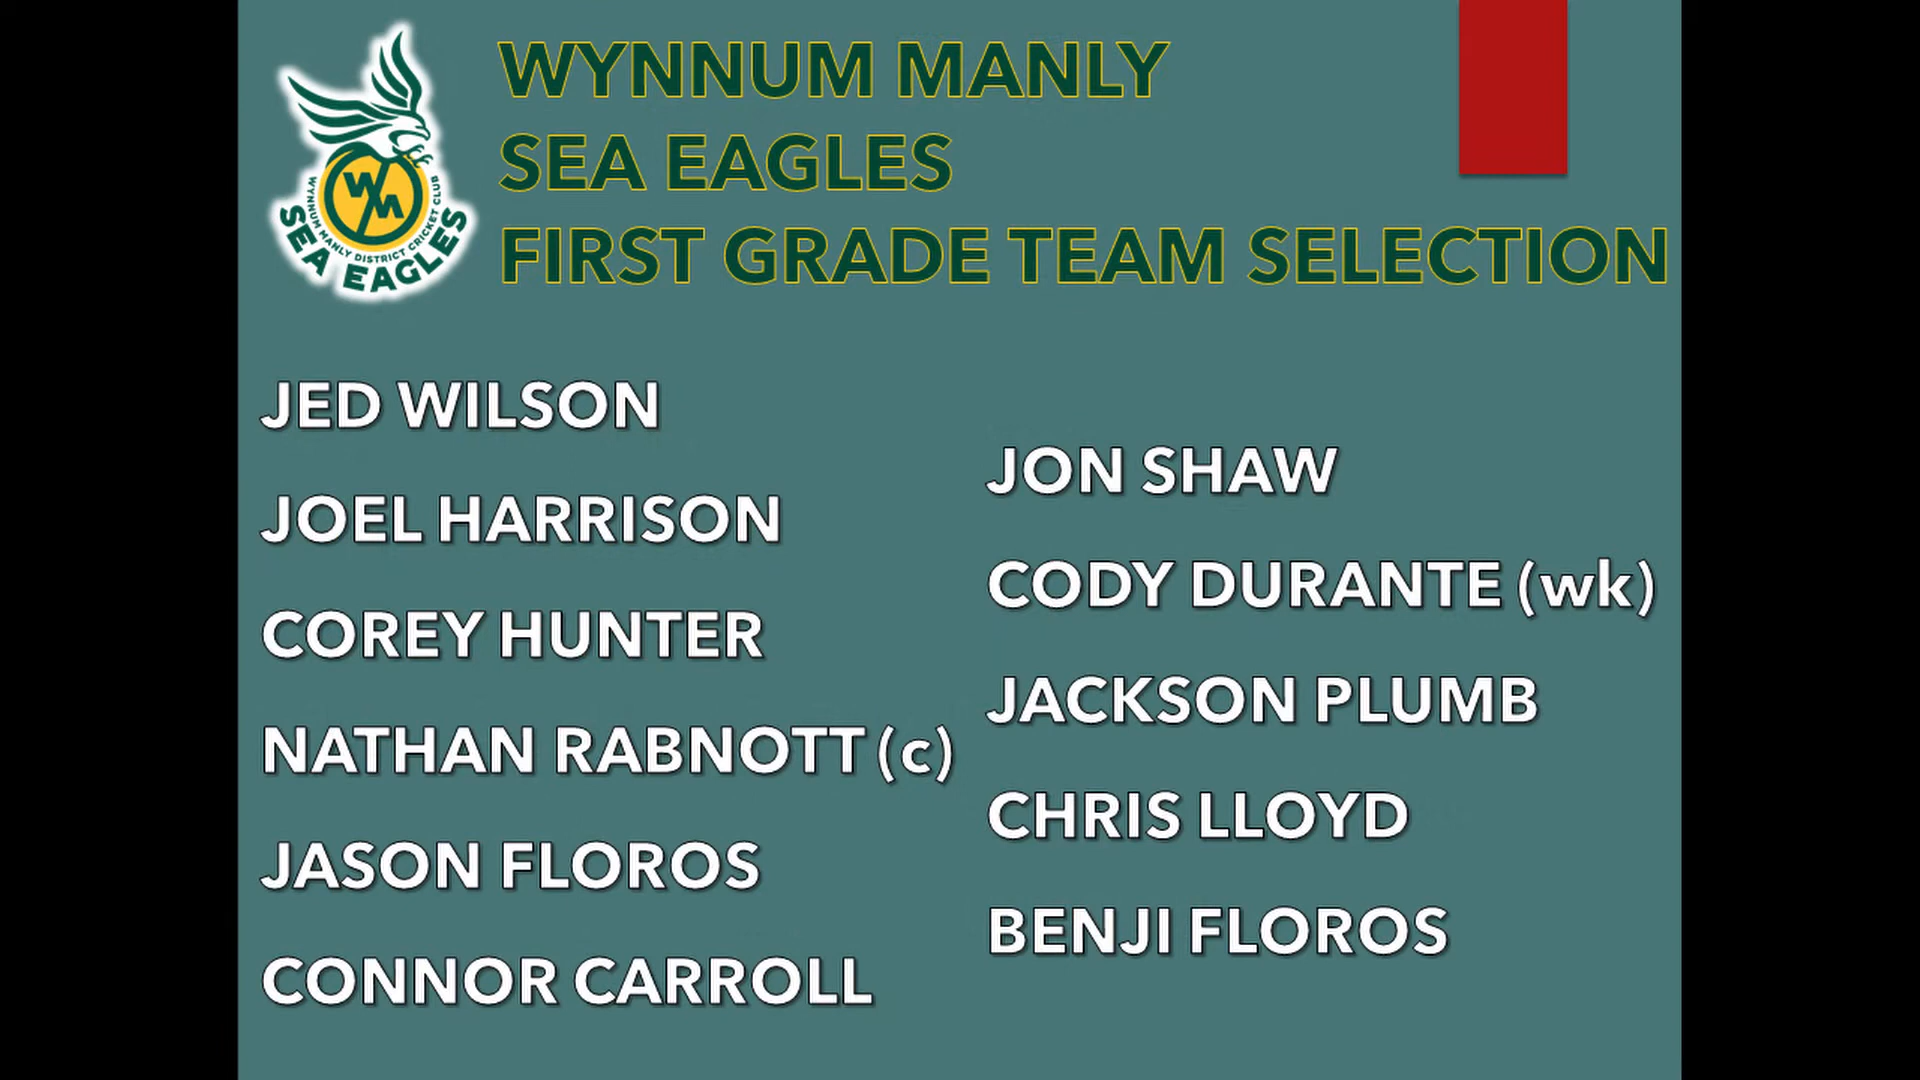 WYNNUM MANLY
SEA EAGLES
FIRST GRADE TEAM SELECTION
WM
WYNNUM MANLY DISTRICT CRICKET CLUB
SEA EAGLES
JED WILSON
JOEL HARRISON
COREY HUNTER
NATHAN RABNOTT (c)
JASON FLOROS
CONNOR CARROLL
JON SHAW
CODY DURANTE (wk)
JACKSON PLUMB
CHRIS LLOYD
BENJI FLOROS